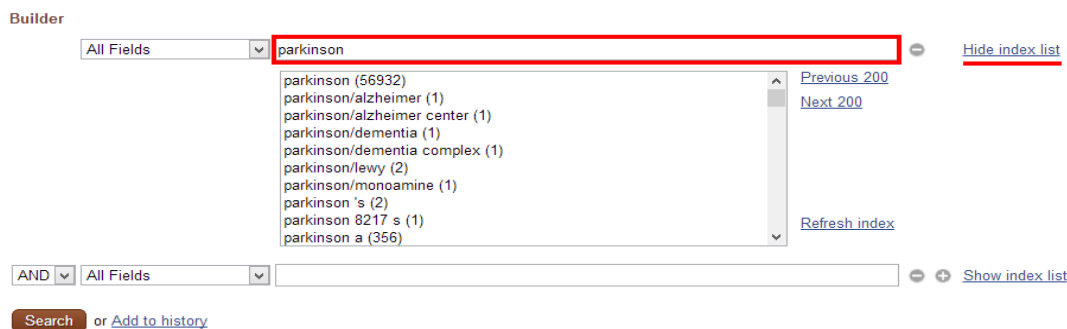 Builder
All Fields parkinson Hide index list
parkinson (56932) Previous 200
parkinson/alzheimer (1) Next 200
parkinson/alzheimer center (1)
parkinson/dementia (1)
parkinson/dementia complex (1)
parkinson/lewy (2)
parkinson/monoamine (1)
parkinson 's (2)
parkinson 8217 s (1) Refresh index
parkinson a (356)
AND All Fields Show index list
Search or Add to history